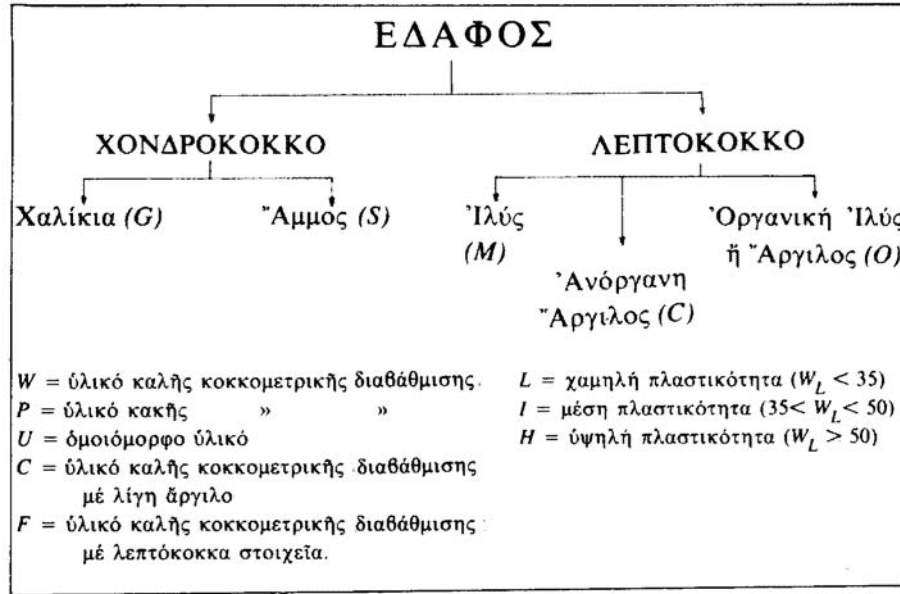 ΕΔΑΦΟΣ
ΧΟΝΔΡΟΚΟΚΚΟ
ΛΕΠΤΟΚΟΚΚΟ
Χαλίκια (G)
Ἄμμος (S)
Ἰλύς
(M)
Ἀνόργανη
Ἄργιλος (C)
Ὀργανική Ἰλύς
ἤ Ἄργιλος (O)
W = ὑλικό καλῆς κοκκομετρικῆς διαβάθμισης.
P = ὑλικό κακῆς » »
U = ὁμοιόμορφο ὑλικό
C = ὑλικό καλῆς κοκκομετρικῆς διαβάθμισης
μέ λίγη ἄργιλο
F = ὑλικό καλῆς κοκκομετρικῆς διαβάθμισης
μέ λεπτόκοκκα στοιχεῖα.
L = χαμηλή πλαστικότητα (W_L < 35)
I = μέση πλαστικότητα (35< W_L < 50)
H = ὑψηλή πλαστικότητα (W_L > 50)